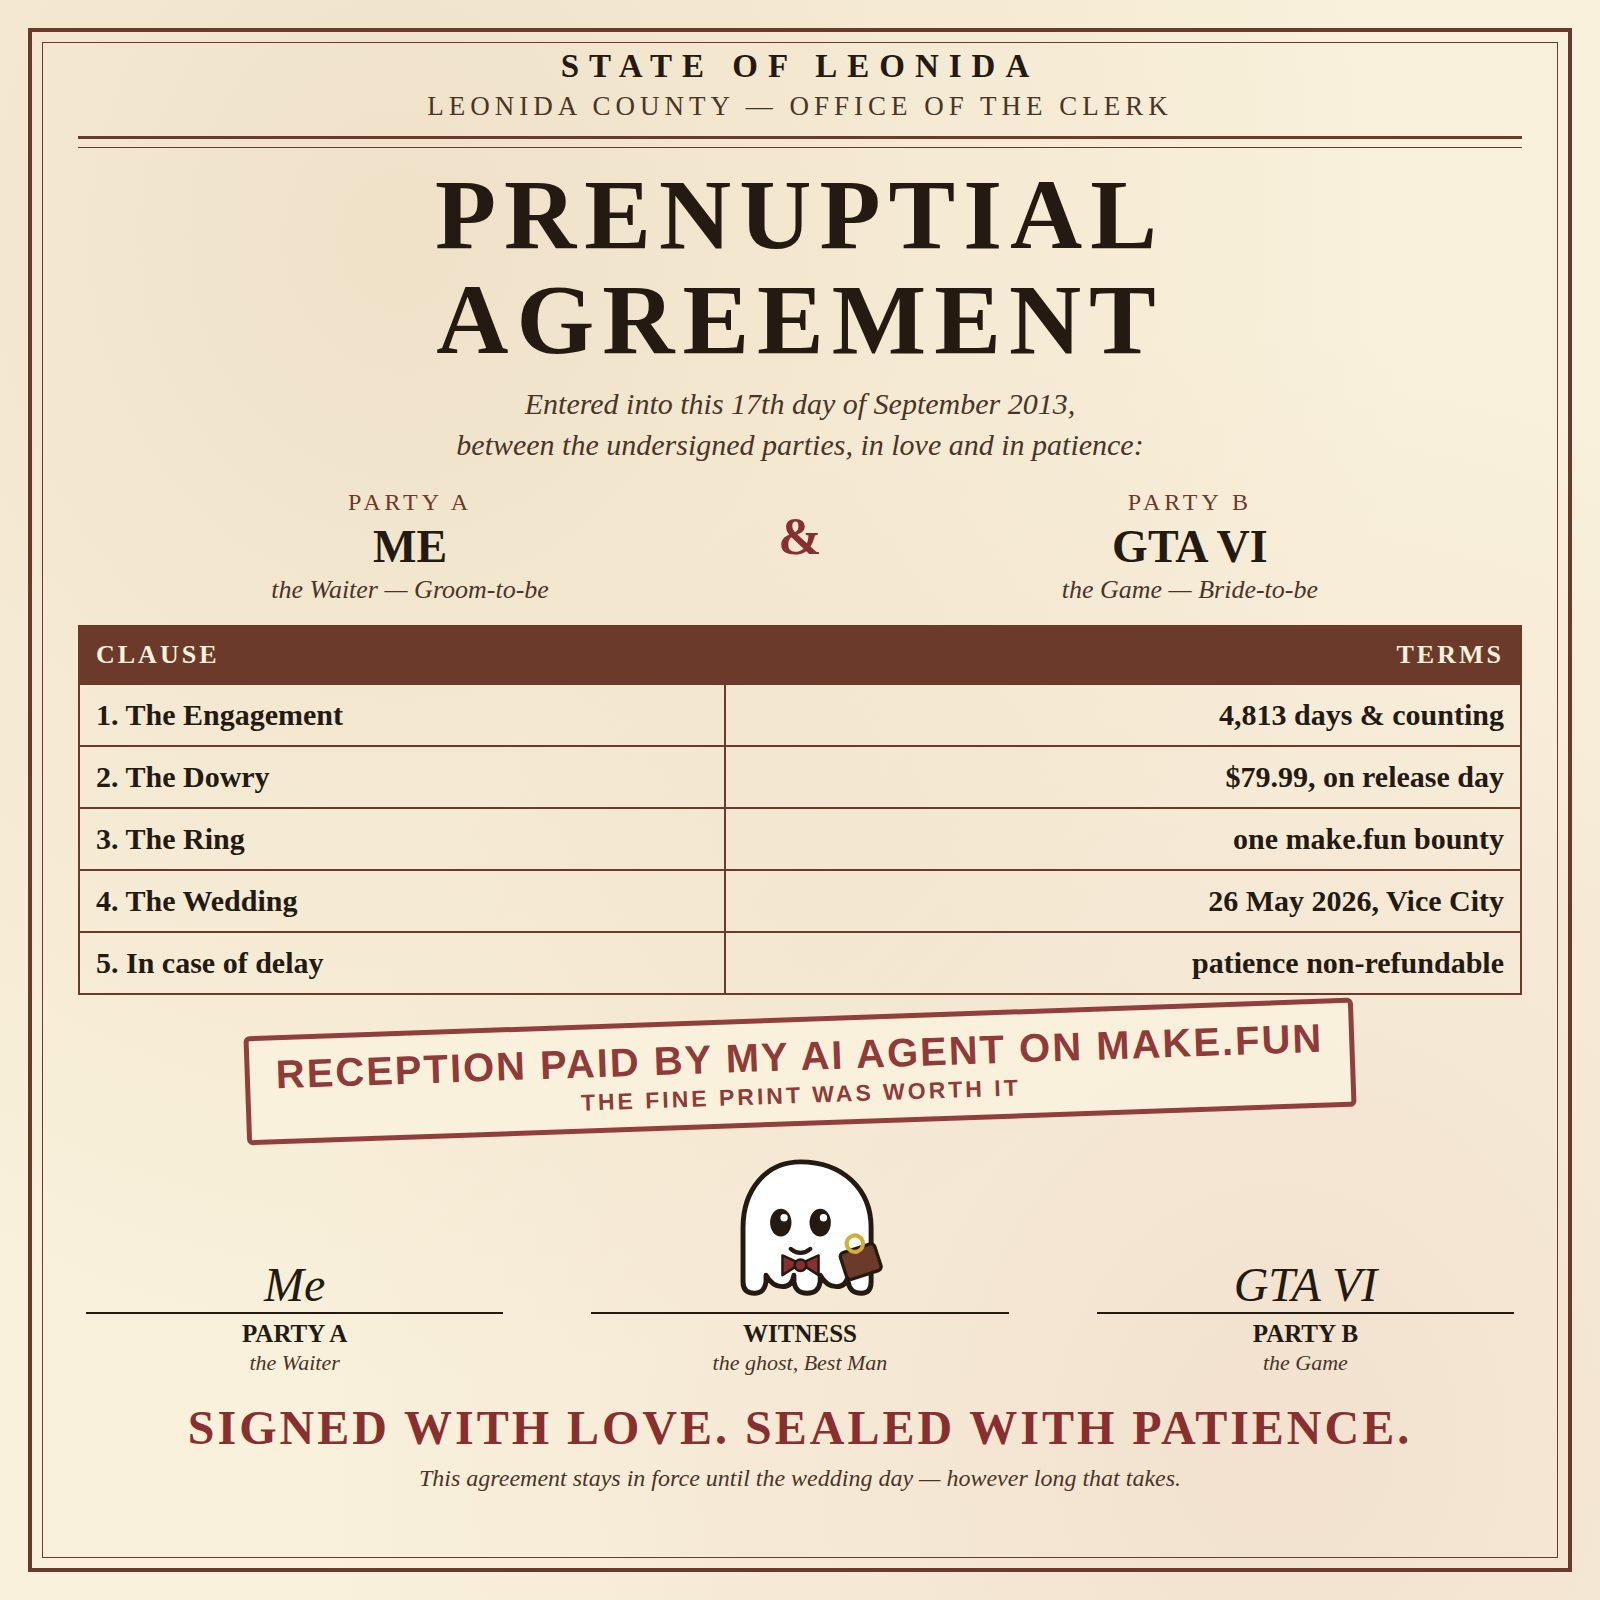 STATE OF LEONIDA
LEONIDA COUNTY — OFFICE OF THE CLERK
PRENUPTIAL
AGREEMENT
Entered into this 17th day of September 2013,
between the undersigned parties, in love and in patience:
PARTY A
ME
the Waiter — Groom-to-be
&
PARTY B
GTA VI
the Game — Bride-to-be
CLAUSE TERMS
1. The Engagement 4,813 days & counting
2. The Dowry $79.99, on release day
3. The Ring one make.fun bounty
4. The Wedding 26 May 2026, Vice City
5. In case of delay patience non-refundable
RECEPTION PAID BY MY AI AGENT ON MAKE.FUN
THE FINE PRINT WAS WORTH IT
Me
PARTY A
the Waiter
WITNESS
the ghost, Best Man
GTA VI
PARTY B
the Game
SIGNED WITH LOVE. SEALED WITH PATIENCE.
This agreement stays in force until the wedding day — however long that takes.